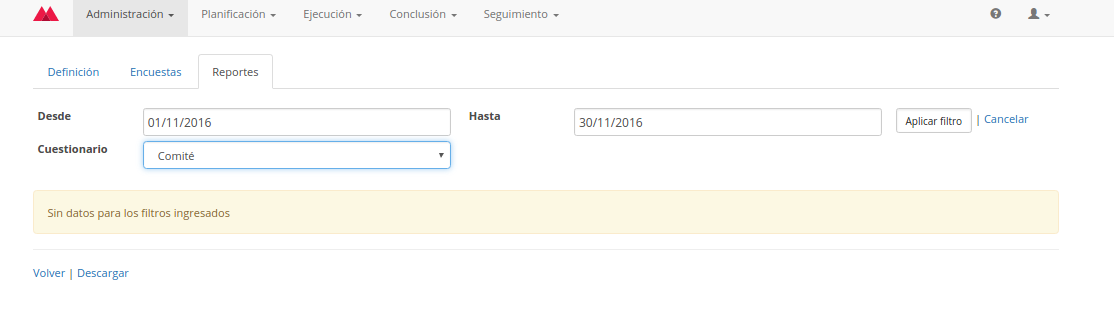 Administración Planificación Ejecución Conclusión Seguimiento
Definición Encuestas Reportes
Desde 01/11/2016 Hasta 30/11/2016 Aplicar filtro | Cancelar
Cuestionario Comité
Sin datos para los filtros ingresados
Volver | Descargar